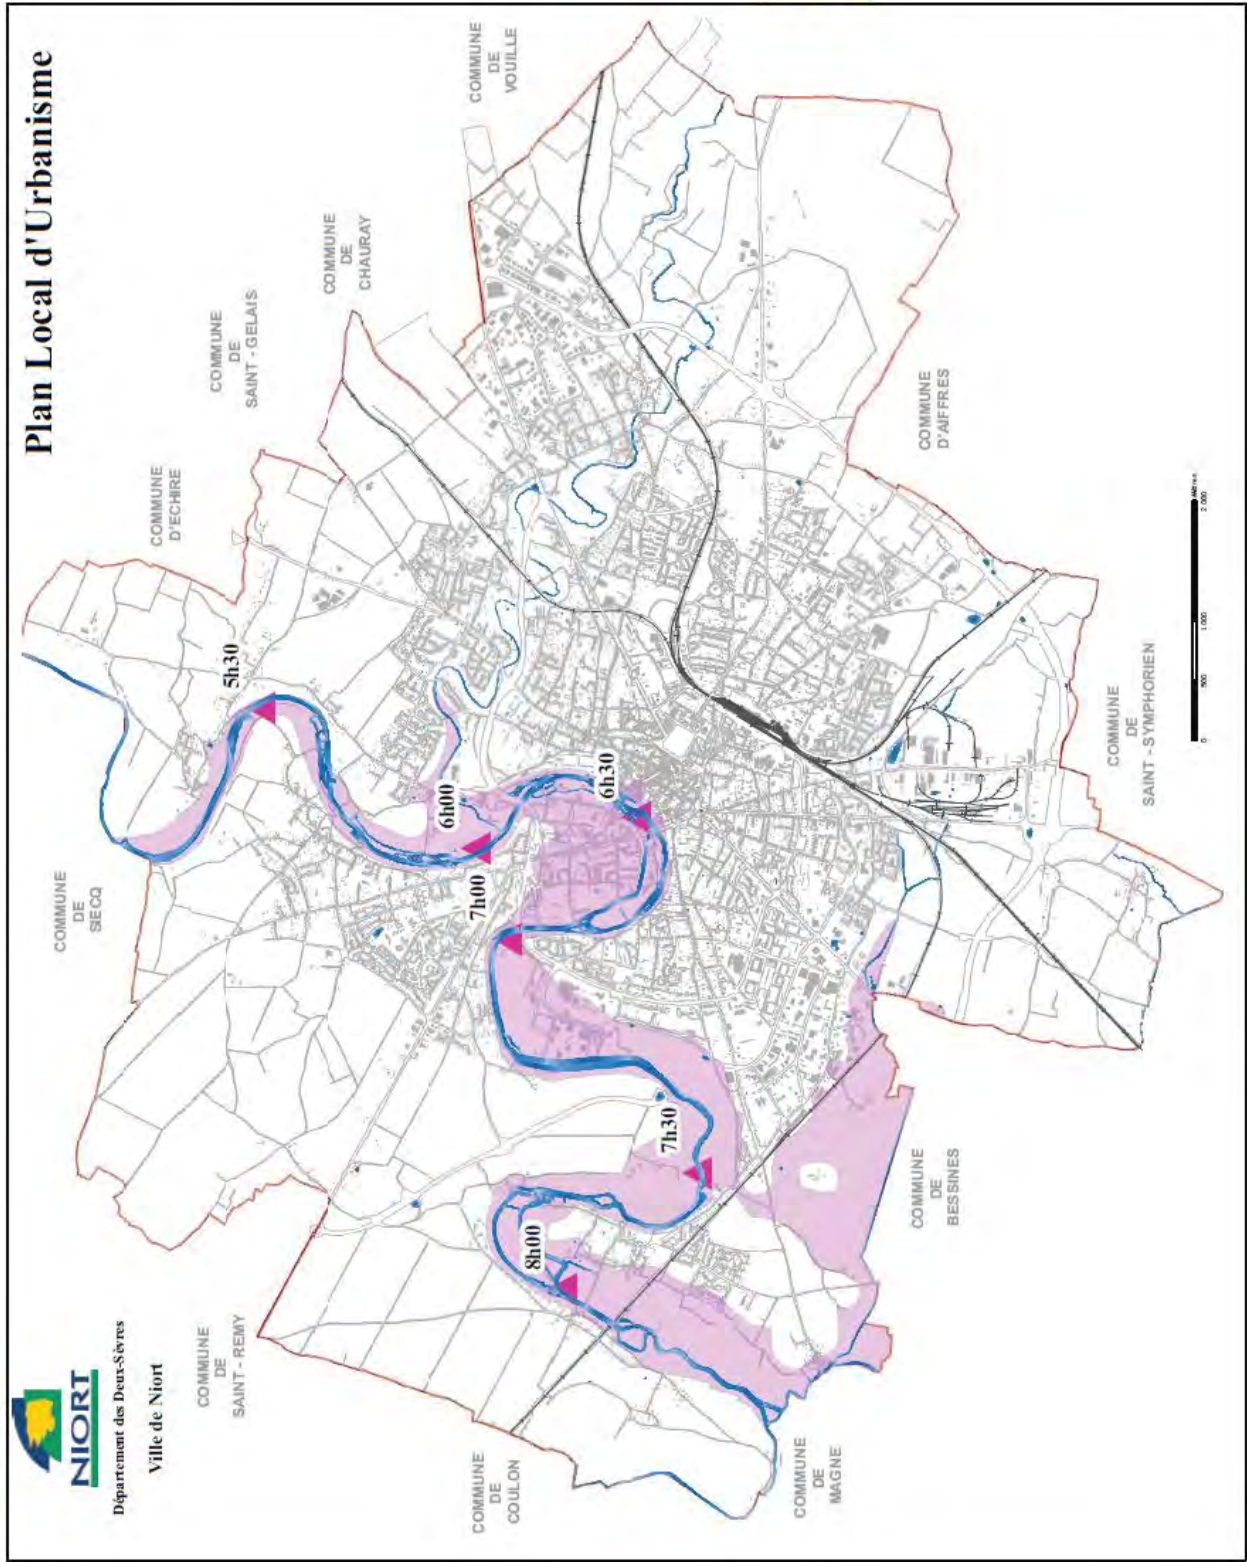 Plan Local d'Urbanisme
NIORT
Département des Deux-Sèvres
Ville de Niort
COMMUNE
DE
SAINT - REMY
COMMUNE
DE
COULON
COMMUNE
DE
MAGNE
COMMUNE
DE
BESSINES
COMMUNE
DE
SAINT - SYMPHORIEN
COMMUNE
D'AIFFRES
COMMUNE
DE
VOUILLE
COMMUNE
DE
CHAURAY
COMMUNE
DE
SAINT - GELAIS
COMMUNE
D'ECHIRE
COMMUNE
DE
SIECQ
5h30
6h00
6h30
7h00
7h30
8h00
0 500 1 000 2 000
Mètres